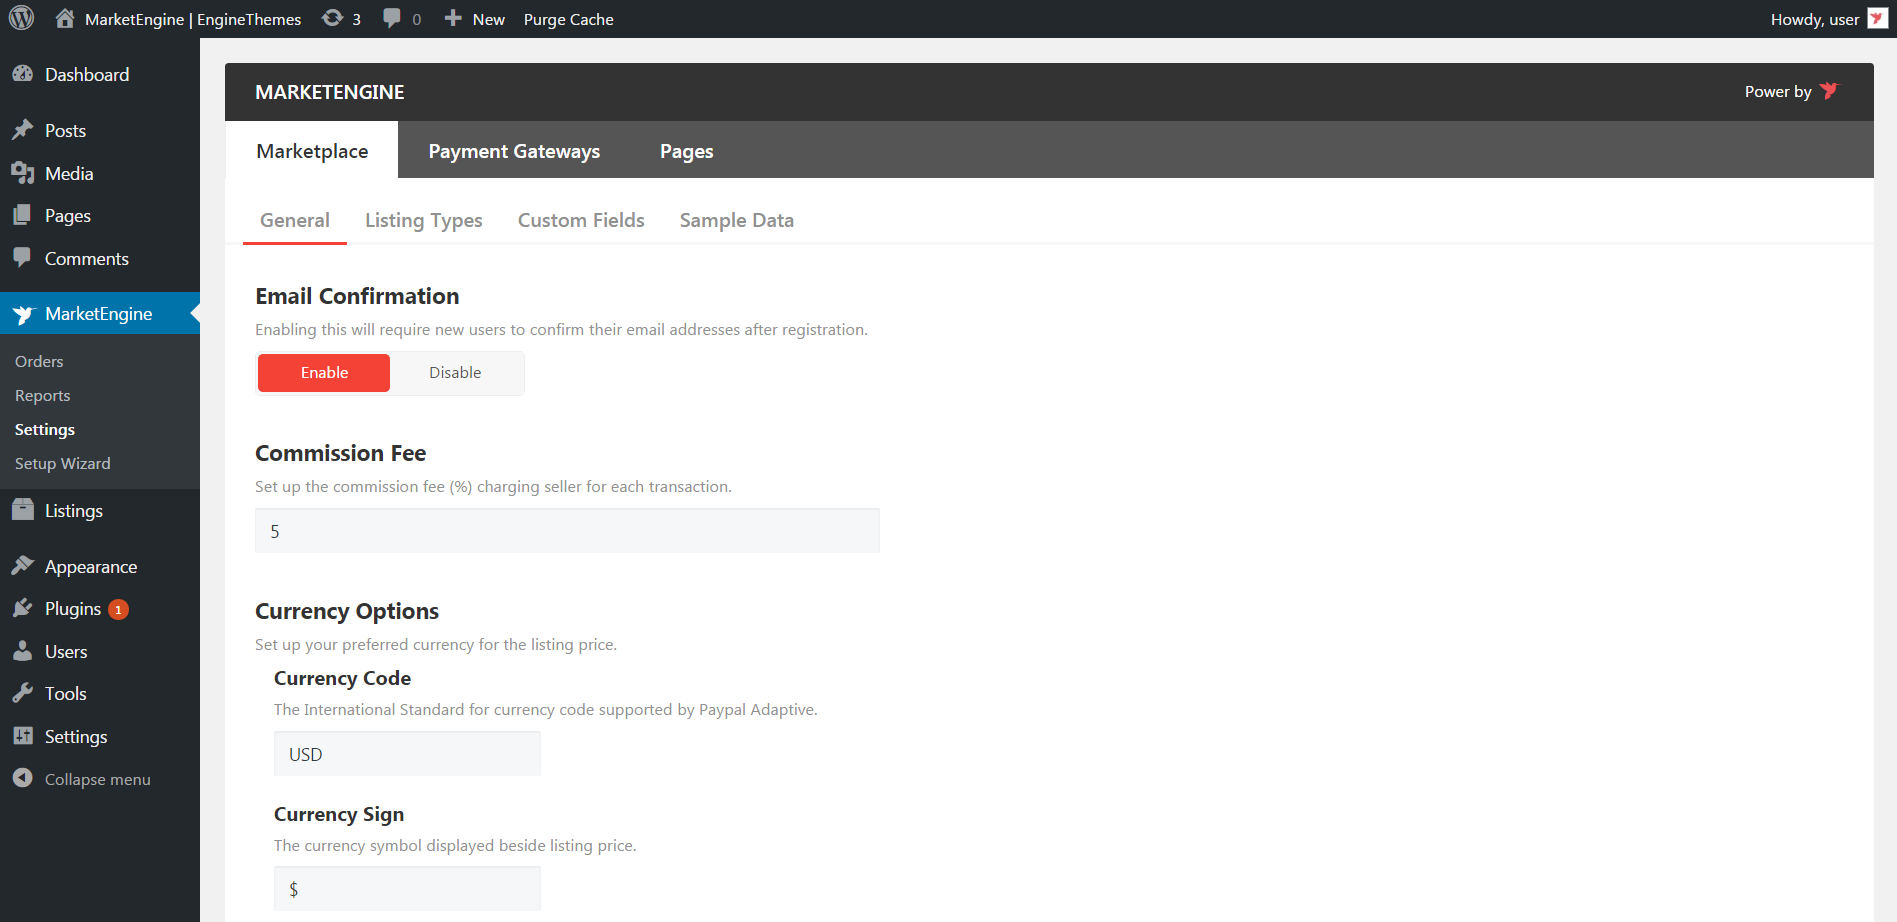 MarketEngine | EngineThemes 3 0 New Purge Cache Howdy, user
Dashboard
Posts
Media
Pages
Comments
MarketEngine
Orders
Reports
Settings
Setup Wizard
Listings
Appearance
Plugins 1
Users
Tools
Settings
Collapse menu
MARKETENGINE Power by
Marketplace Payment Gateways Pages
General Listing Types Custom Fields Sample Data
Email Confirmation
Enabling this will require new users to confirm their email addresses after registration.
Enable Disable
Commission Fee
Set up the commission fee (%) charging seller for each transaction.
5
Currency Options
Set up your preferred currency for the listing price.
Currency Code
The International Standard for currency code supported by Paypal Adaptive.
USD
Currency Sign
The currency symbol displayed beside listing price.
$